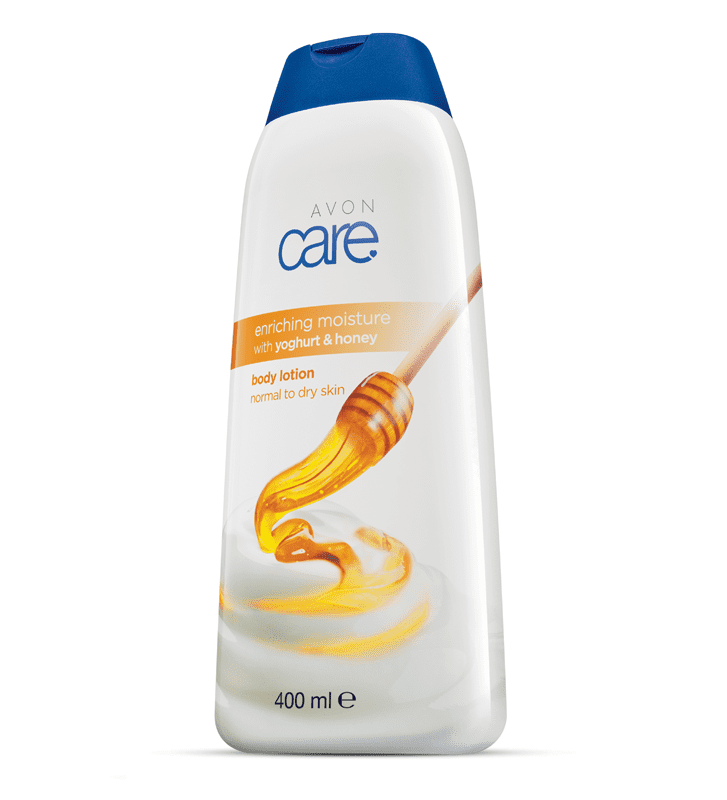 AVON
care
enriching moisture
with yoghurt & honey
body lotion
normal to dry skin
400 ml ℮